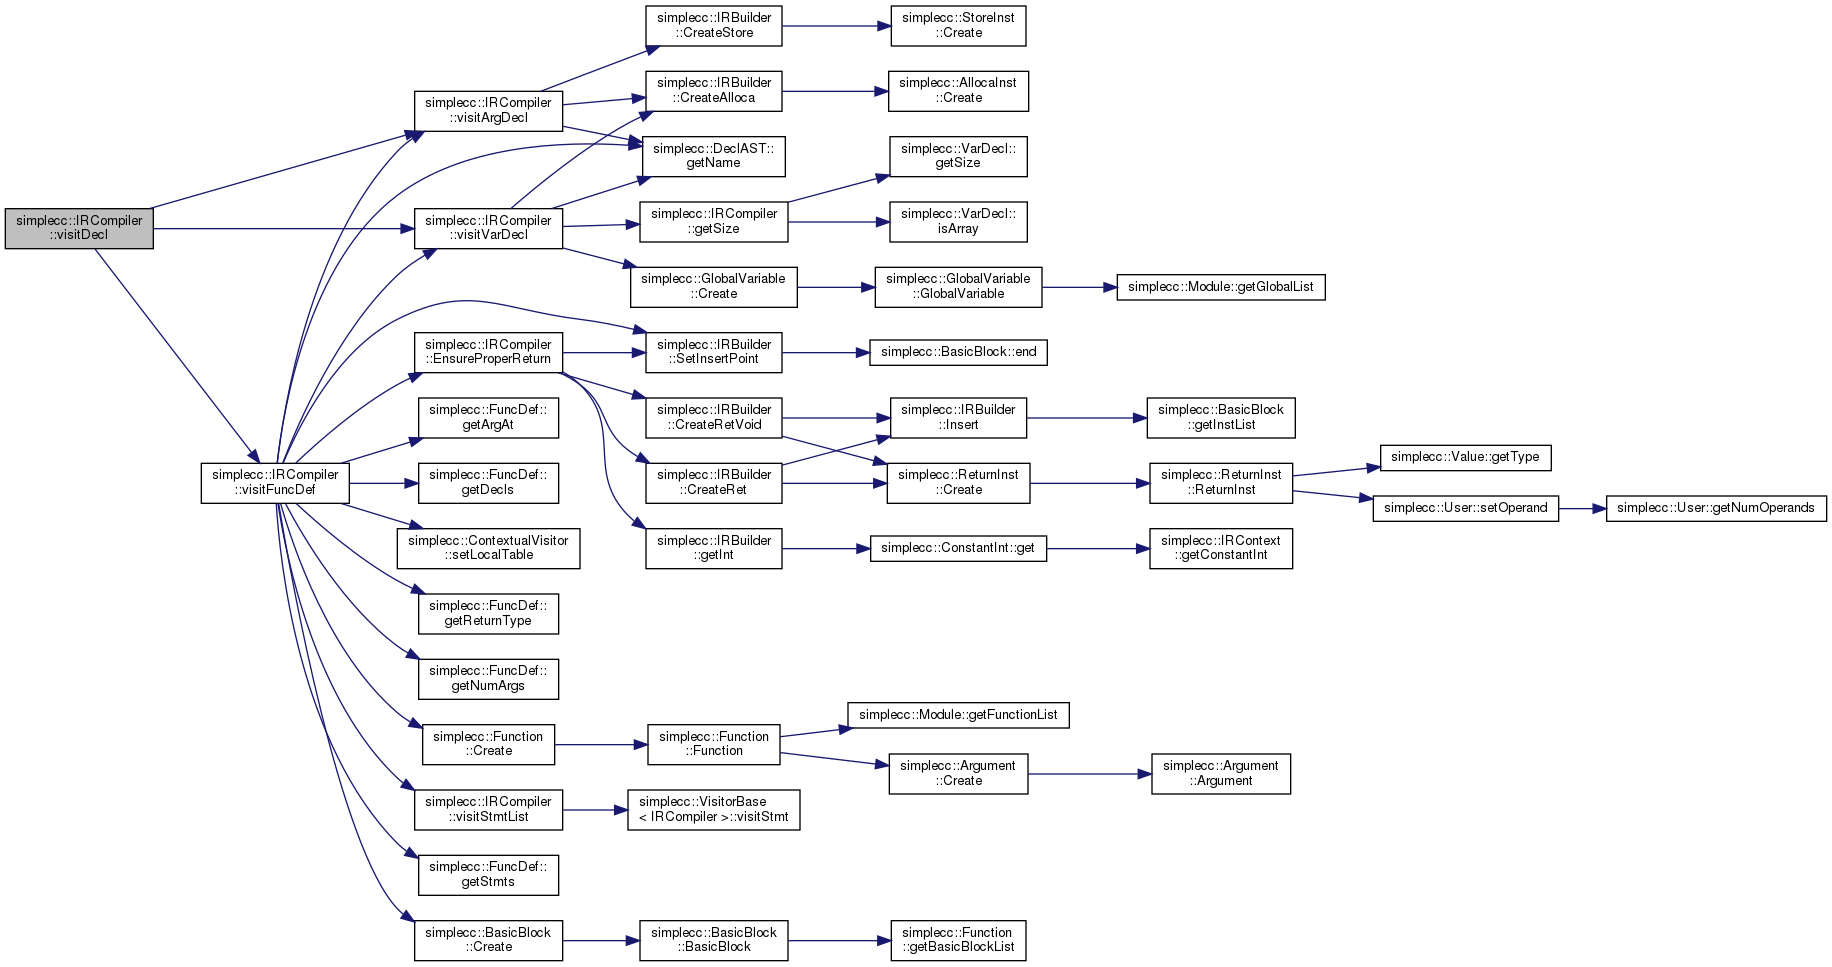 simplecc::IRCompiler
::visitDecl
simplecc::IRCompiler
::visitArgDecl
simplecc::IRCompiler
::visitVarDecl
simplecc::IRCompiler
::visitFuncDef
simplecc::IRBuilder
::CreateStore
simplecc::StoreInst
::Create
simplecc::IRBuilder
::CreateAlloca
simplecc::AllocaInst
::Create
simplecc::DeclAST::
getName
simplecc::IRCompiler
::getSize
simplecc::VarDecl::
getSize
simplecc::VarDecl::
isArray
simplecc::GlobalVariable
::Create
simplecc::GlobalVariable
::GlobalVariable
simplecc::Module::getGlobalList
simplecc::IRCompiler
::EnsureProperReturn
simplecc::IRBuilder
::SetInsertPoint
simplecc::BasicBlock::end
simplecc::IRBuilder
::CreateRetVoid
simplecc::IRBuilder
::Insert
simplecc::BasicBlock
::getInstList
simplecc::IRBuilder
::CreateRet
simplecc::ReturnInst
::Create
simplecc::ReturnInst
::ReturnInst
simplecc::Value::getType
simplecc::User::setOperand
simplecc::User::getNumOperands
simplecc::IRBuilder
::getInt
simplecc::ConstantInt::get
simplecc::IRContext
::getConstantInt
simplecc::FuncDef::
getArgAt
simplecc::FuncDef::
getDecls
simplecc::ContextualVisitor
::setLocalTable
simplecc::FuncDef::
getReturnType
simplecc::FuncDef::
getNumArgs
simplecc::Function
::Create
simplecc::Function
::Function
simplecc::Module::getFunctionList
simplecc::Argument
::Create
simplecc::Argument
::Argument
simplecc::IRCompiler
::visitStmtList
simplecc::VisitorBase
< IRCompiler >::visitStmt
simplecc::FuncDef::
getStmts
simplecc::BasicBlock
::Create
simplecc::BasicBlock
::BasicBlock
simplecc::Function
::getBasicBlockList